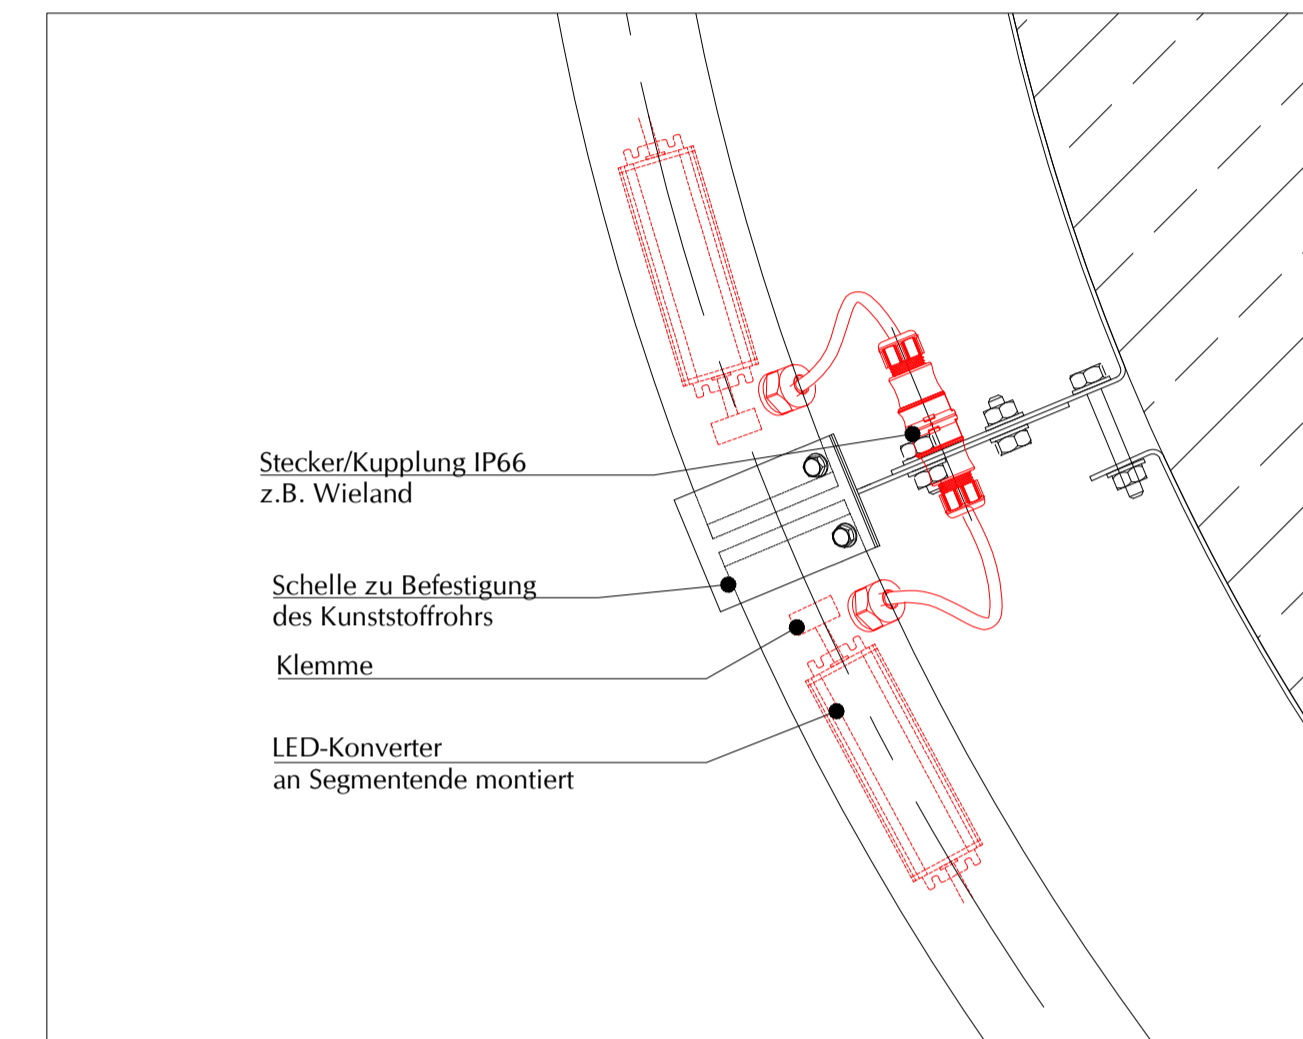 Stecker/Kupplung IP66
z.B. Wieland
Schelle zu Befestigung
des Kunststoffrohrs
Klemme
LED-Konverter
an Segmentende montiert